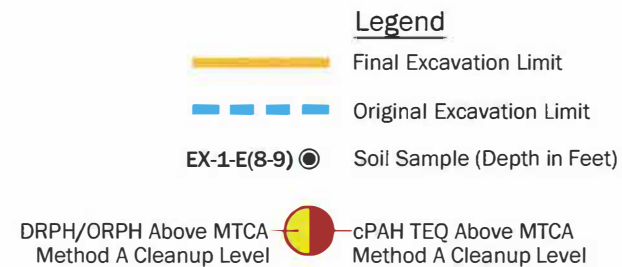 Legend
Final Excavation Limit
Original Excavation Limit
EX-1-E(8-9) Soil Sample (Depth in Feet)
DRPH/ORPH Above MTCA
Method A Cleanup Level
cPAH TEQ Above MTCA
Method A Cleanup Level